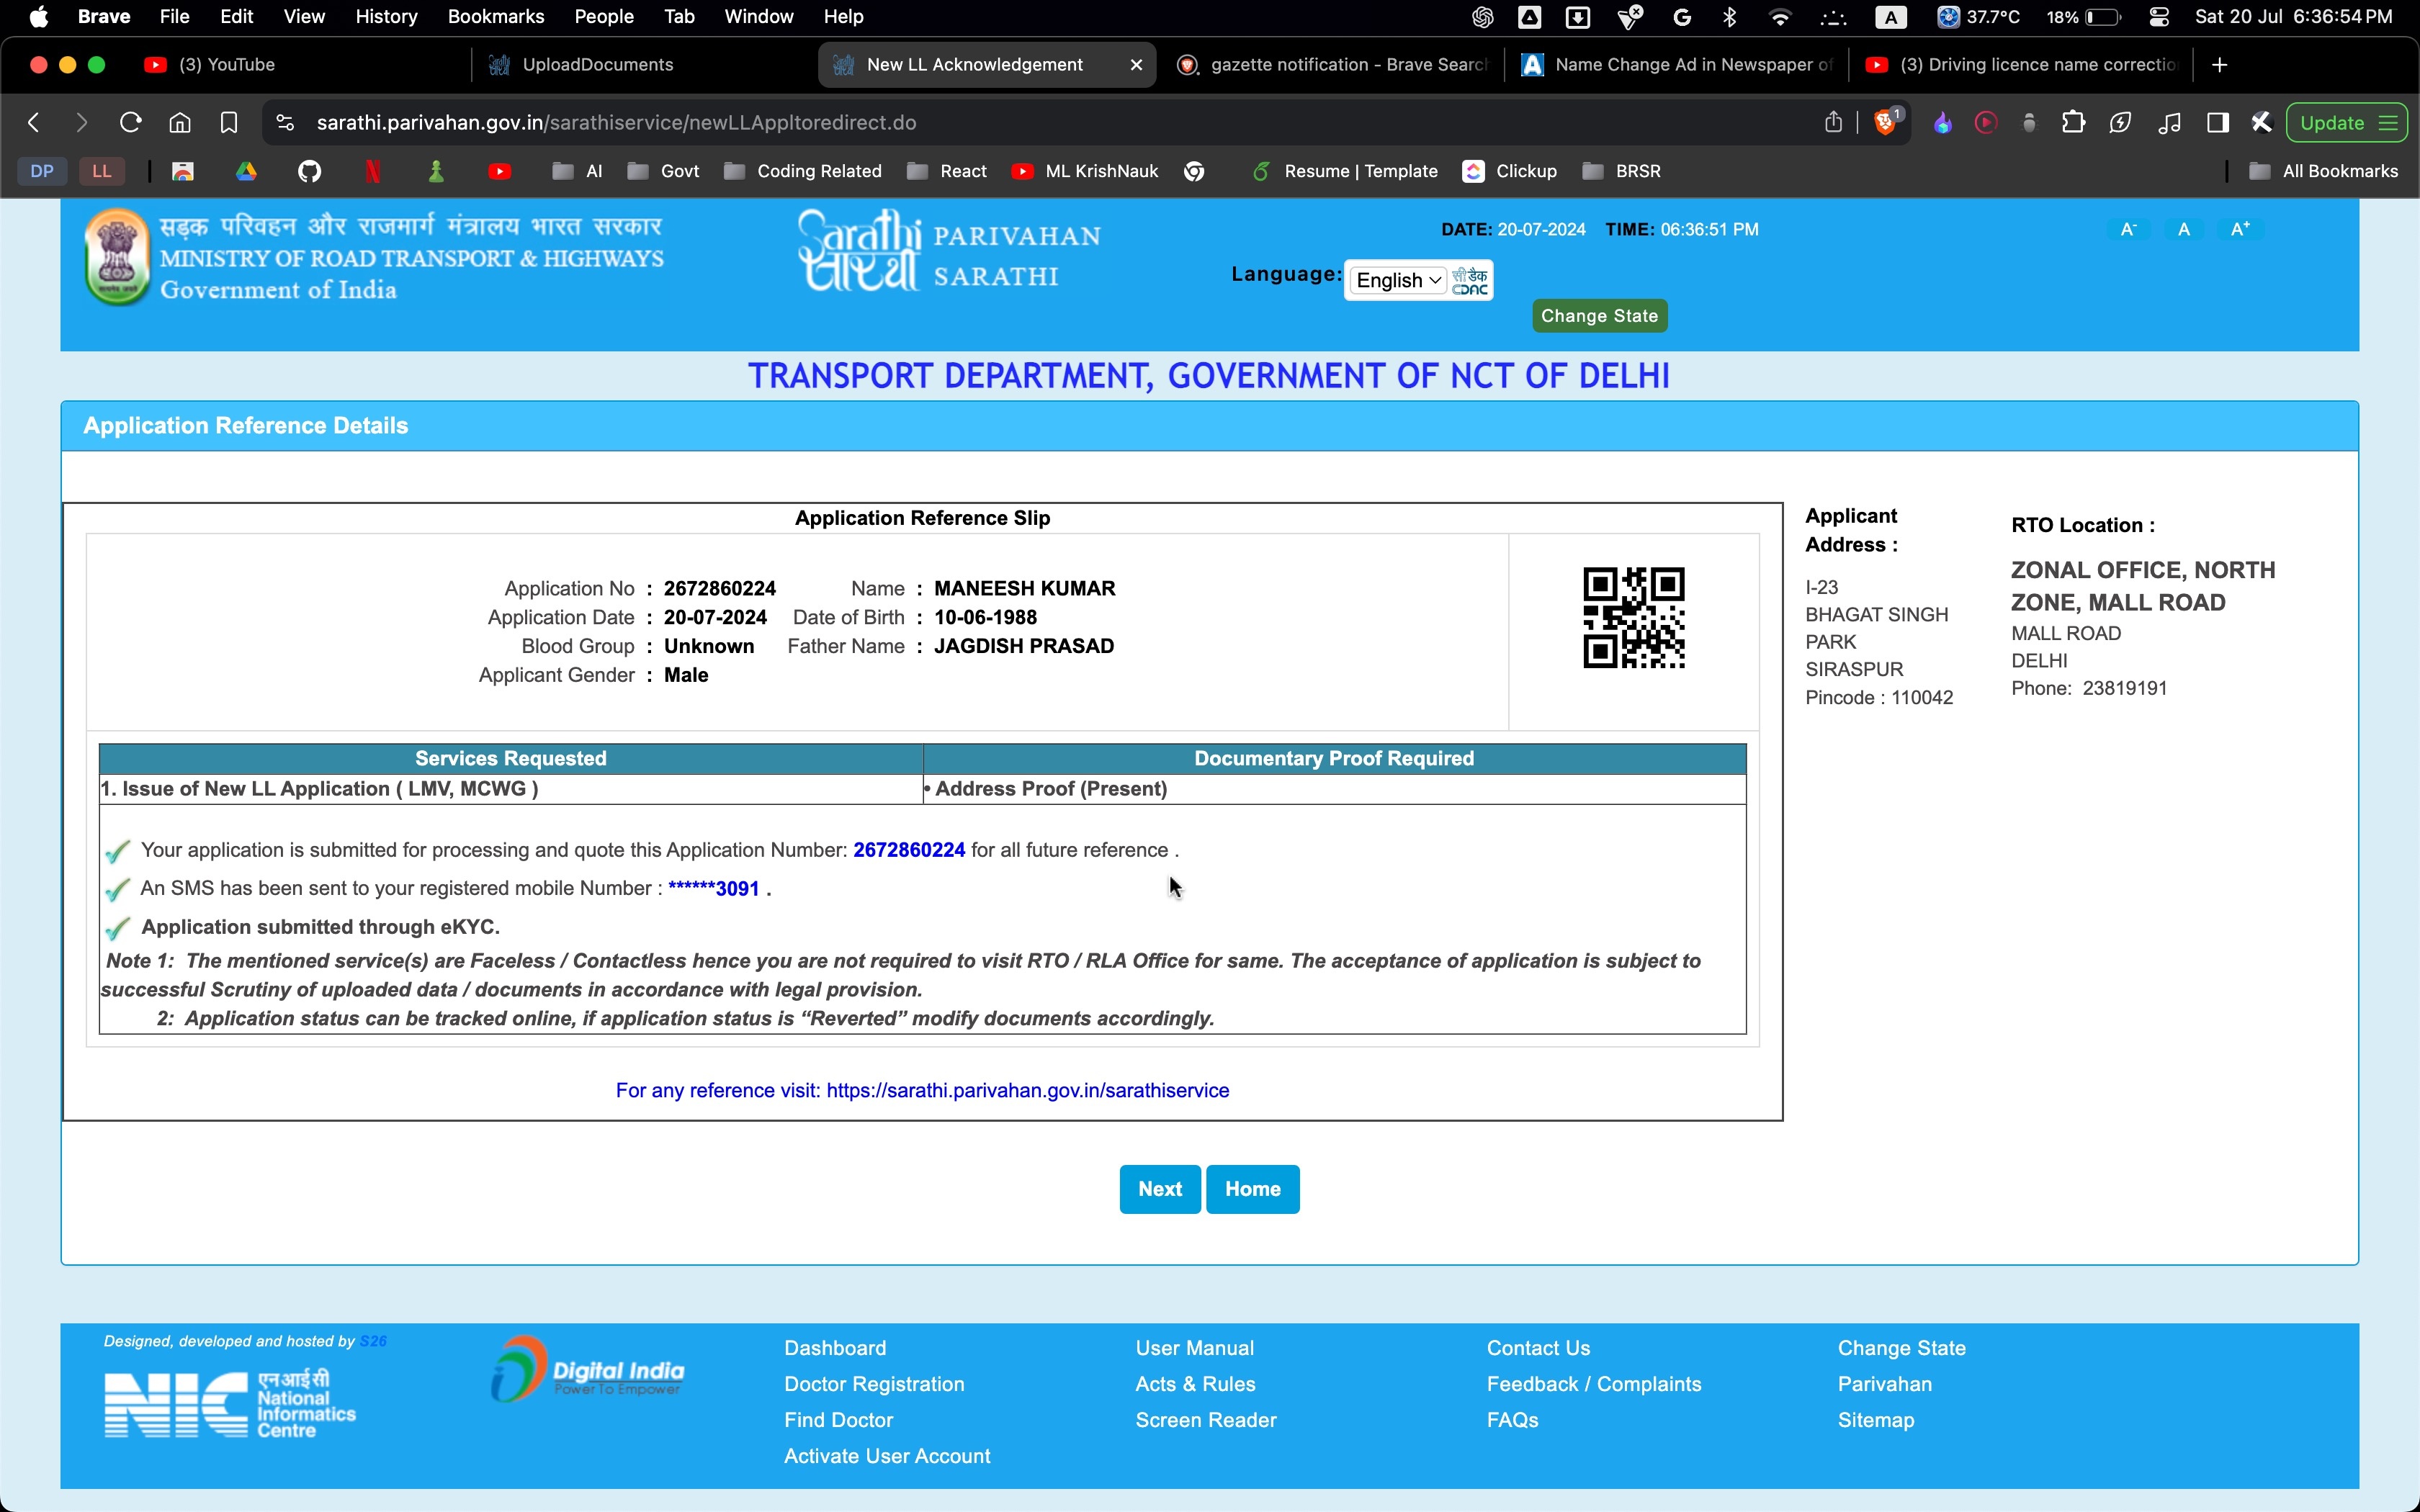 Brave File Edit View History Bookmarks People Tab Window Help A 37.7°C 18% Sat 20 Jul 6:36:54 PM
(3) YouTube UploadDocuments New LL Acknowledgement gazette notification - Brave Search Name Change Ad in Newspaper of (3) Driving licence name correctio
sarathi.parivahan.gov.in/sarathiservice/newLLAppltoredirect.do 1 Update
DP LL AI Govt Coding Related React ML KrishNauk Resume | Template Clickup BRSR All Bookmarks
सड़क परिवहन और राजमार्ग मंत्रालय भारत सरकार
MINISTRY OF ROAD TRANSPORT & HIGHWAYS
Government of India
Sarathi
सारथी
PARIVAHAN
SARATHI
DATE: 20-07-2024 TIME: 06:36:51 PM
A- A A+
Language: English सीडैक CDAC
Change State
TRANSPORT DEPARTMENT, GOVERNMENT OF NCT OF DELHI
Application Reference Details
Application Reference Slip
Application No : 2672860224 Name : MANEESH KUMAR
Application Date : 20-07-2024 Date of Birth : 10-06-1988
Blood Group : Unknown Father Name : JAGDISH PRASAD
Applicant Gender : Male
Applicant
Address :
I-23
BHAGAT SINGH
PARK
SIRASPUR
Pincode : 110042
RTO Location :
ZONAL OFFICE, NORTH
ZONE, MALL ROAD
MALL ROAD
DELHI
Phone: 23819191
Services Requested Documentary Proof Required
1. Issue of New LL Application ( LMV, MCWG ) • Address Proof (Present)
Your application is submitted for processing and quote this Application Number: 2672860224 for all future reference .
An SMS has been sent to your registered mobile Number : ******3091 .
Application submitted through eKYC.
Note 1: The mentioned service(s) are Faceless / Contactless hence you are not required to visit RTO / RLA Office for same. The acceptance of application is subject to
successful Scrutiny of uploaded data / documents in accordance with legal provision.
2: Application status can be tracked online, if application status is “Reverted” modify documents accordingly.
For any reference visit: https://sarathi.parivahan.gov.in/sarathiservice
Next Home
Designed, developed and hosted by S26
NIC एनआईसी
National
Informatics
Centre
Digital India
Power To Empower
Dashboard User Manual Contact Us Change State
Doctor Registration Acts & Rules Feedback / Complaints Parivahan
Find Doctor Screen Reader FAQs Sitemap
Activate User Account